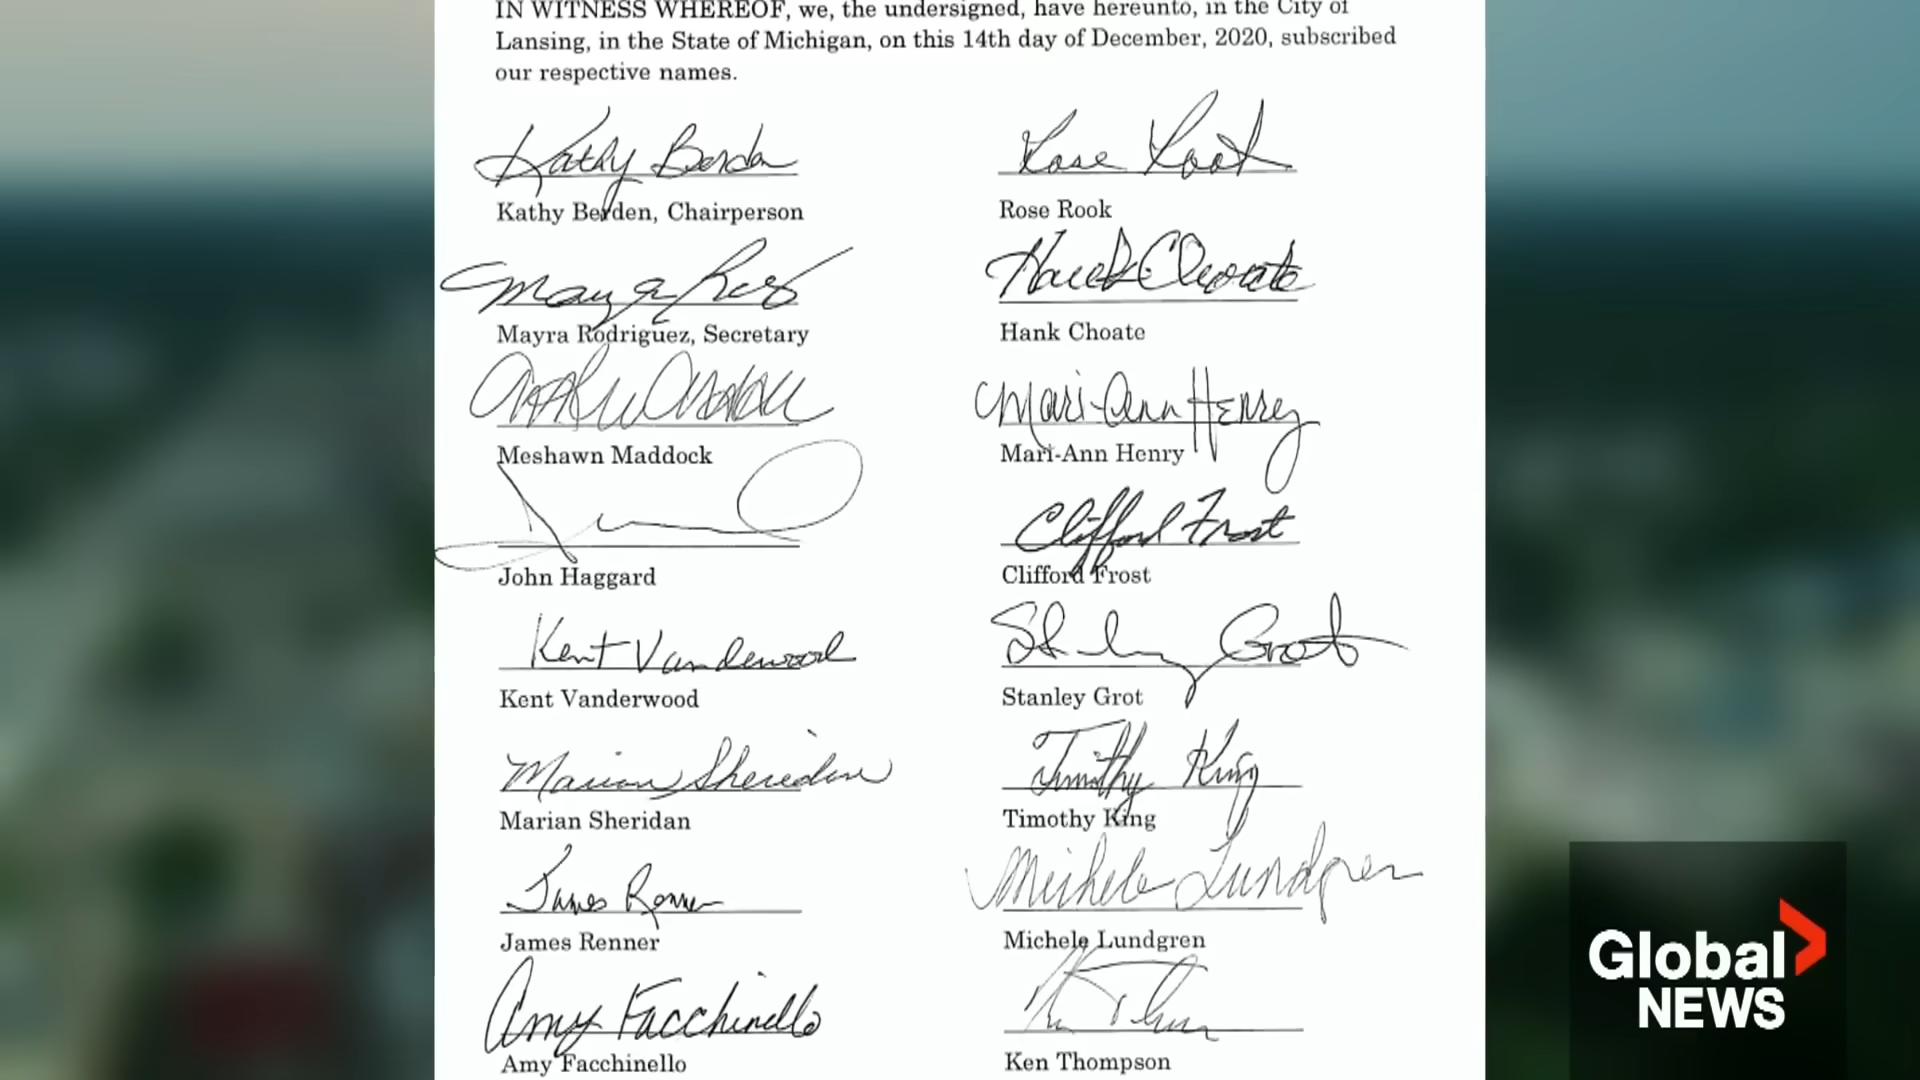 IN WITNESS WHEREOF, we, the undersigned, have hereunto, in the City of
Lansing, in the State of Michigan, on this 14th day of December, 2020, subscribed
our respective names.
Kathy Berden
Rose Rook
Kathy Berden, Chairperson
Rose Rook
Hank Choate
Mayra Rodriguez, Secretary
Hank Choate
Mari-Ann Henry
Meshawn Maddock
Mari-Ann Henry
Clifford Frost
John Haggard
Clifford Frost
Kent Vanderwood
Grot
Kent Vanderwood
Stanley Grot
Marian Sheridan
Timothy King
Marian Sheridan
Timothy King
James Renner
Michele Lundgren
James Renner
Michele Lundgren
Amy Facchinello
Amy Facchinello
Ken Thompson
Global
NEWS